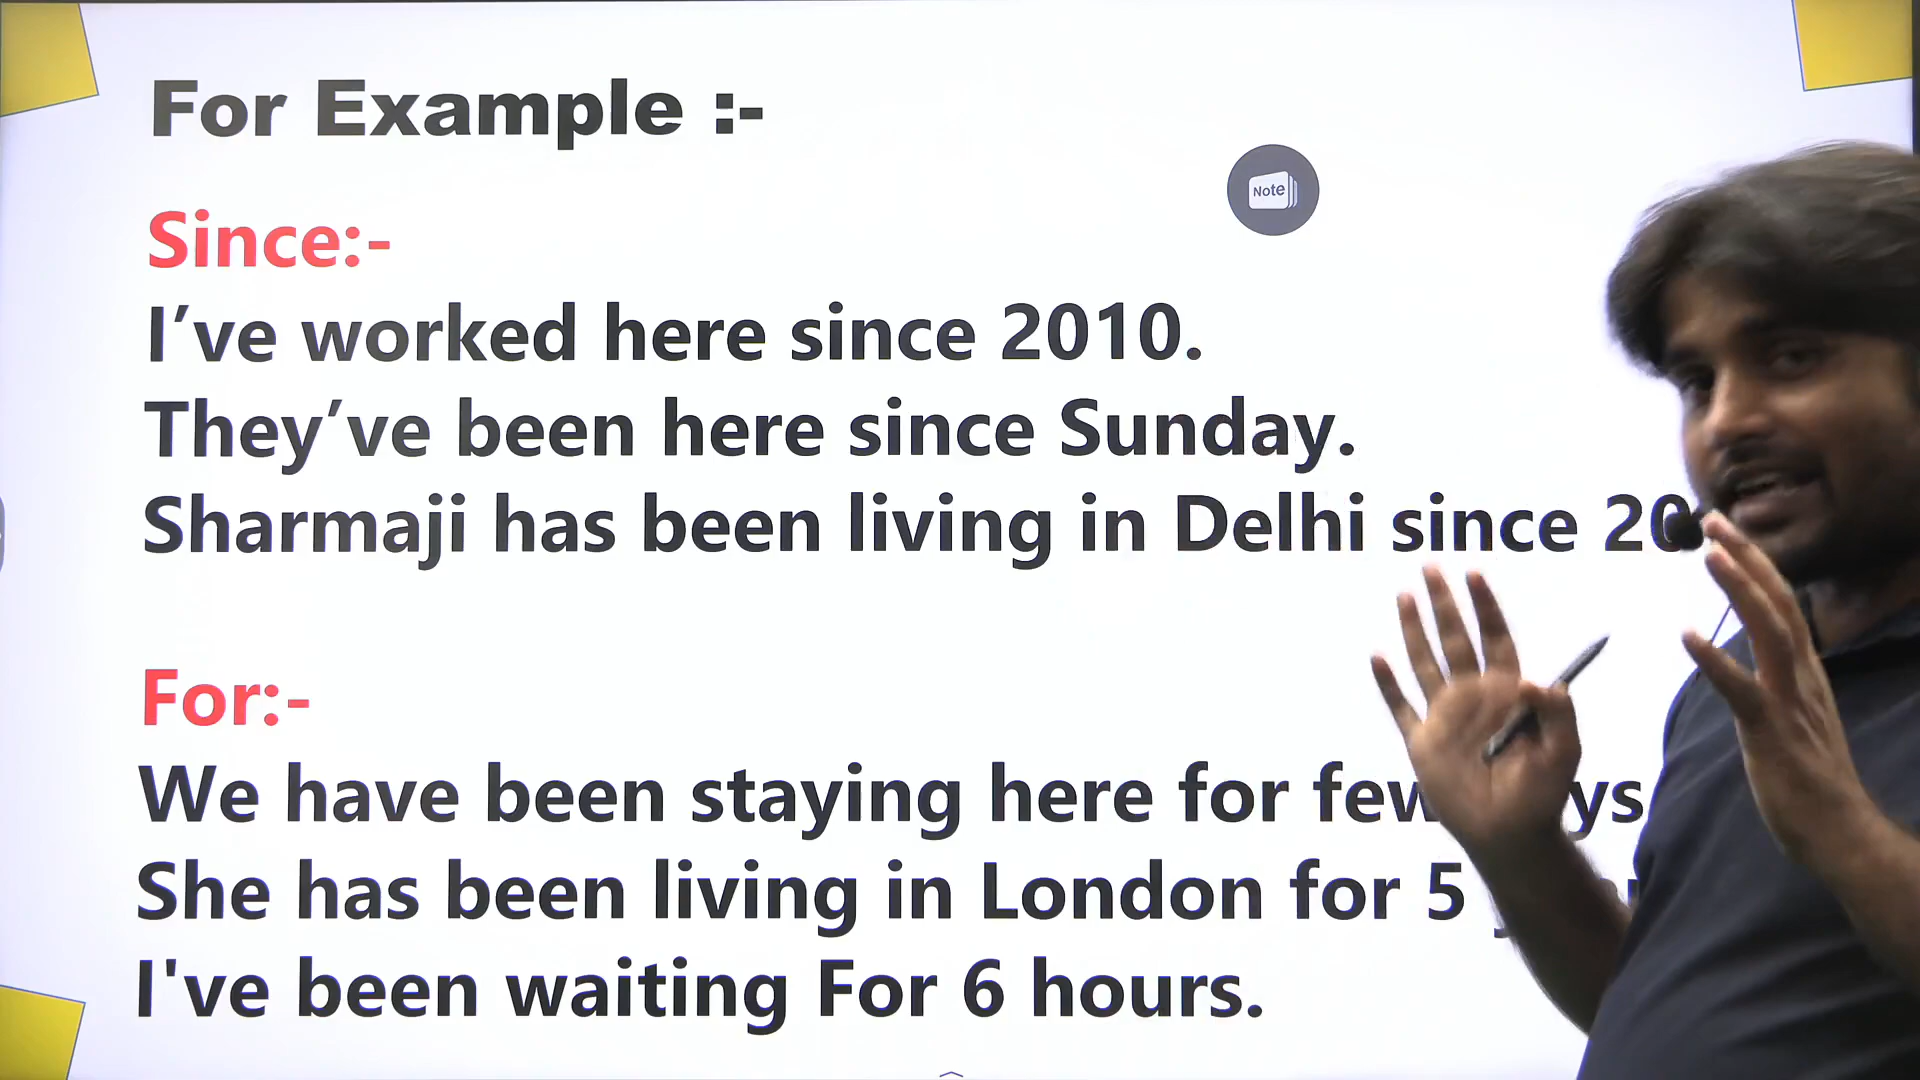 For Example :-
Note
Since:-
I’ve worked here since 2010.
They’ve been here since Sunday.
Sharmaji has been living in Delhi since
For:-
We have been staying here for
She has been living in London for 5
I've been waiting For 6 hours.